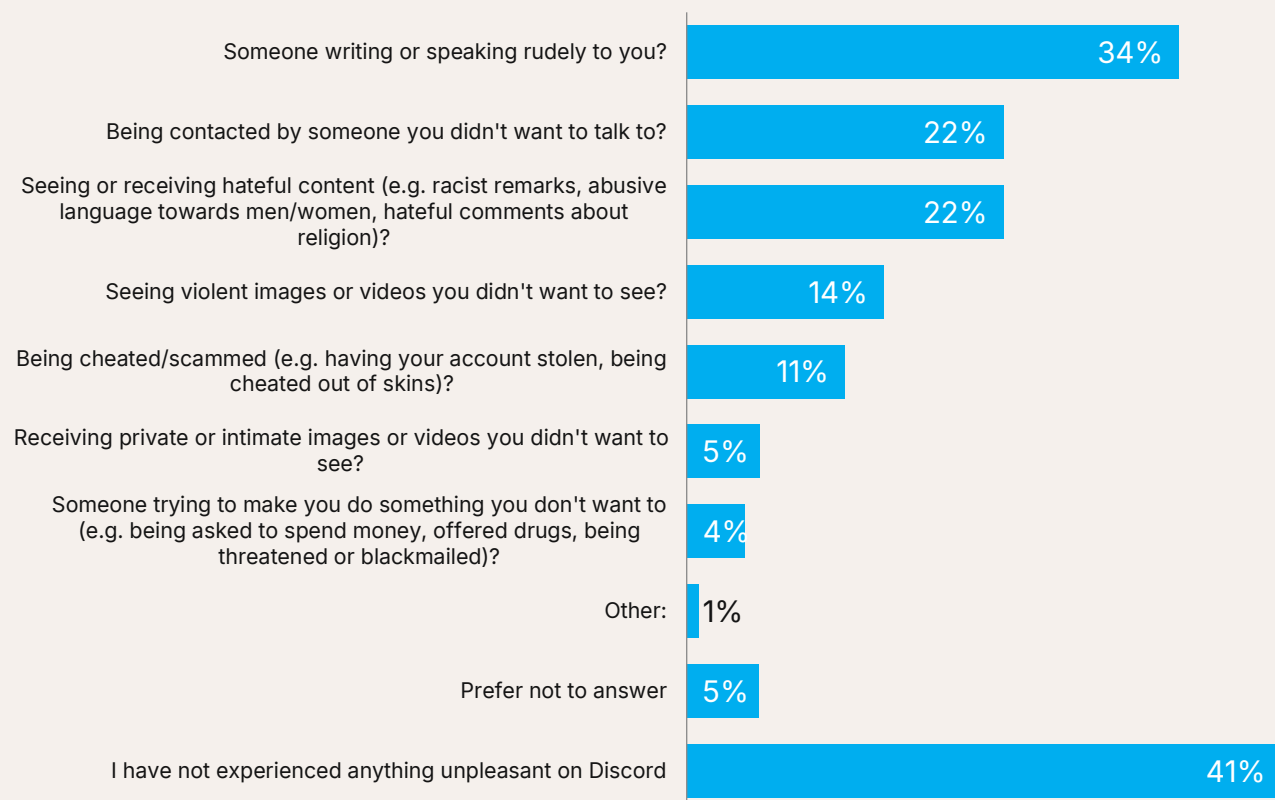 Someone writing or speaking rudely to you?
34%
Being contacted by someone you didn't want to talk to?
22%
Seeing or receiving hateful content (e.g. racist remarks, abusive
language towards men/women, hateful comments about
religion)?
22%
Seeing violent images or videos you didn't want to see?
14%
Being cheated/scammed (e.g. having your account stolen, being
cheated out of skins)?
11%
Receiving private or intimate images or videos you didn't want to
see?
5%
Someone trying to make you do something you don't want to
(e.g. being asked to spend money, offered drugs, being
threatened or blackmailed)?
4%
Other:
1%
Prefer not to answer
5%
I have not experienced anything unpleasant on Discord
41%